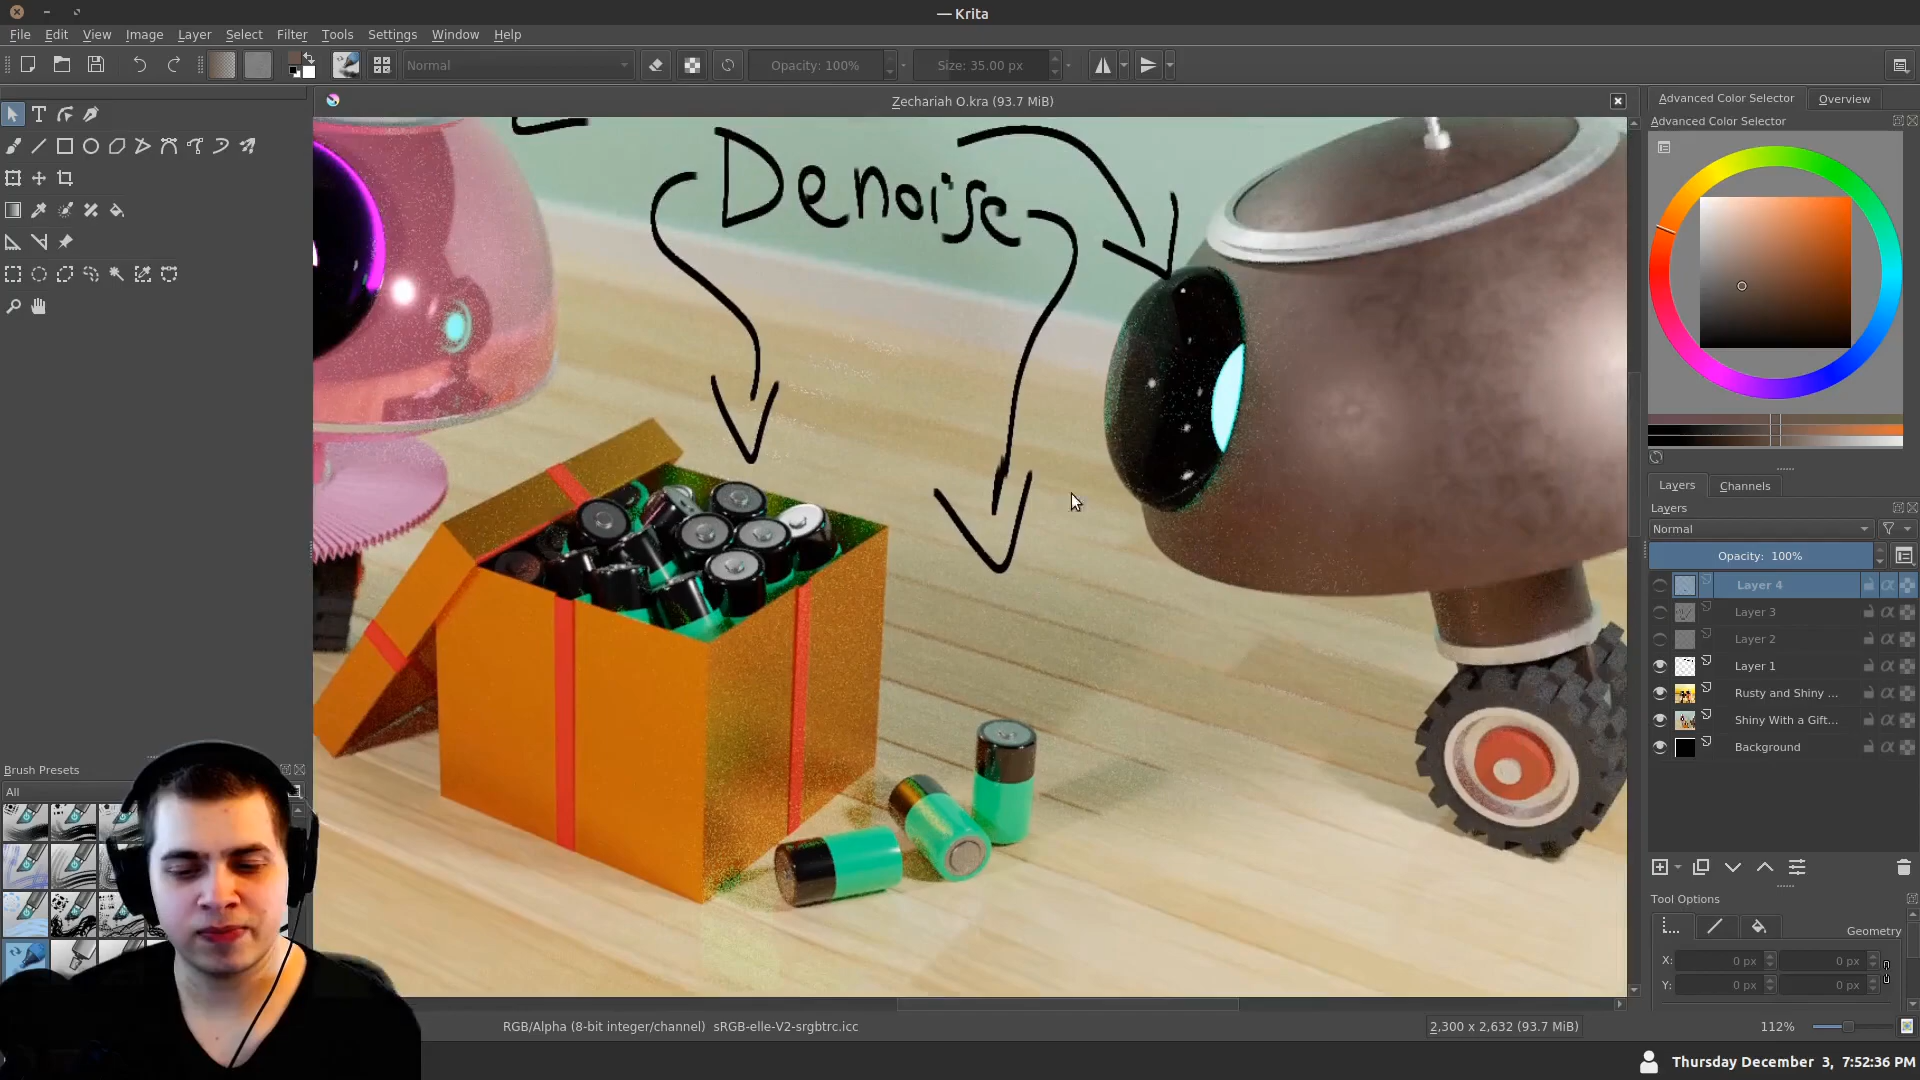 — Krita
File Edit View Image Layer Select Filter Tools Settings Window Help
Normal Opacity: 100% Size: 35.00 px
Zechariah O.kra (93.7 MiB)
Advanced Color Selector Overview
Advanced Color Selector
Denoise
Layers Channels
Layers
Normal
Opacity: 100%
Layer 4
Layer 3
Layer 2
Layer 1
Rusty and Shiny ...
Shiny With a Gift...
Background
Brush Presets
All
Tool Options
Geometry
X: 0 px 0 px
Y: 0 px 0 px
RGB/Alpha (8-bit integer/channel) sRGB-elle-V2-srgbtrc.icc 2,300 x 2,632 (93.7 MiB) 112%
Thursday December 3, 7:52:36 PM